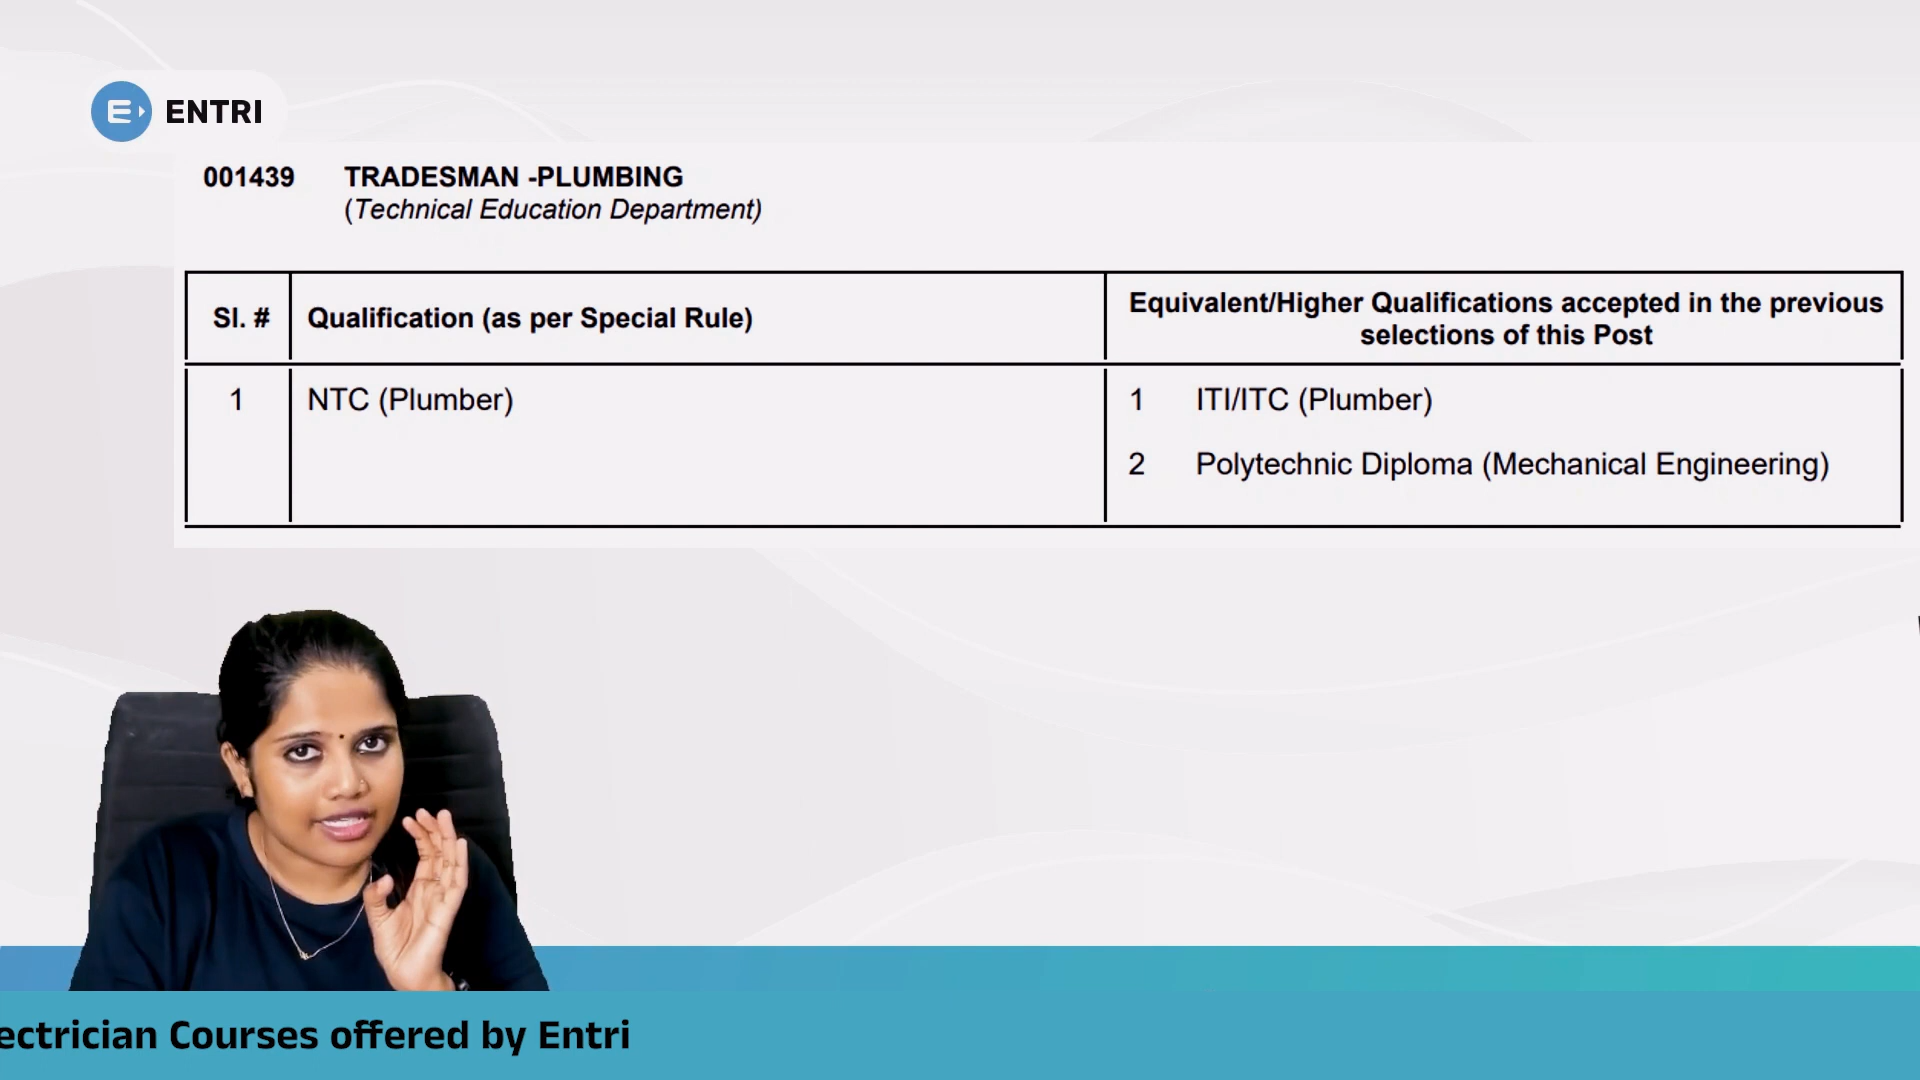 ENTRI
001439 TRADESMAN -PLUMBING
(Technical Education Department)
Sl. # Qualification (as per Special Rule) Equivalent/Higher Qualifications accepted in the previous
selections of this Post
1 NTC (Plumber) 1 ITI/ITC (Plumber)
2 Polytechnic Diploma (Mechanical Engineering)
ectrician Courses offered by Entri